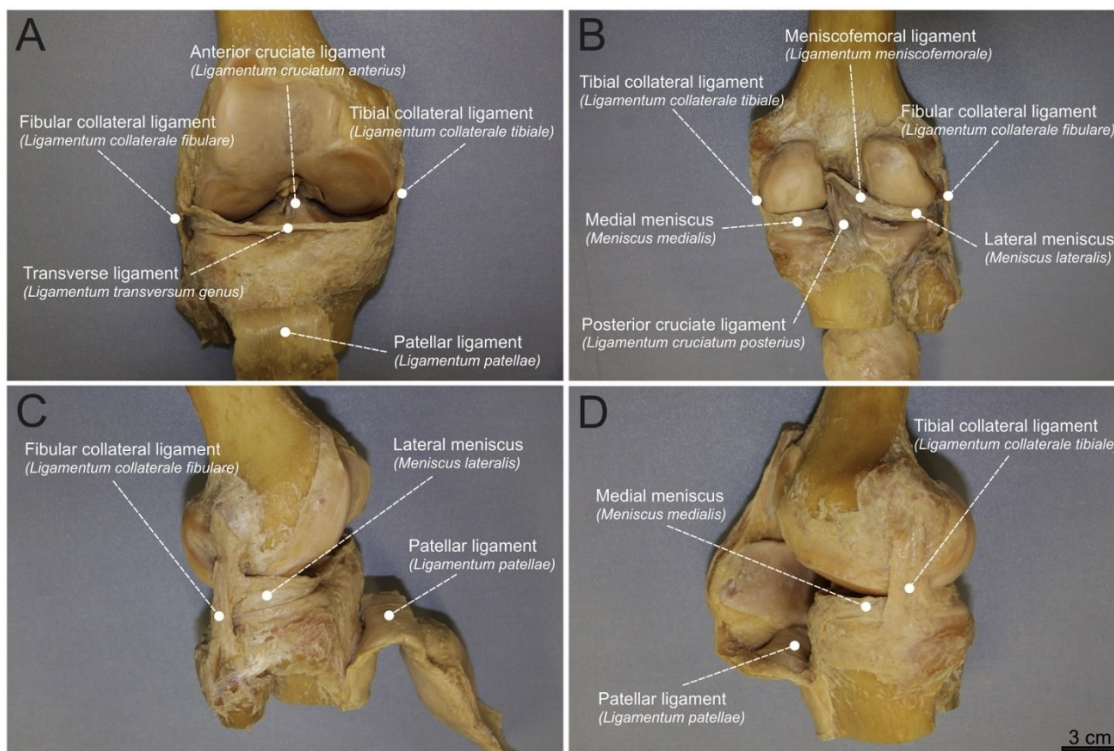 A
Anterior cruciate ligament
(Ligamentum cruciatum anterius)
Fibular collateral ligament
(Ligamentum collaterale fibulare)
Tibial collateral ligament
(Ligamentum collaterale tibiale)
Transverse ligament
(Ligamentum transversum genus)
Patellar ligament
(Ligamentum patellae)
B
Meniscofemoral ligament
(Ligamentum meniscofemorale)
Tibial collateral ligament
(Ligamentum collaterale tibiale)
Fibular collateral ligament
(Ligamentum collaterale fibulare)
Medial meniscus
(Meniscus medialis)
Lateral meniscus
(Meniscus lateralis)
Posterior cruciate ligament
(Ligamentum cruciatum posterius)
C
Fibular collateral ligament
(Ligamentum collaterale fibulare)
Lateral meniscus
(Meniscus lateralis)
Patellar ligament
(Ligamentum patellae)
D
Tibial collateral ligament
(Ligamentum collaterale tibiale)
Medial meniscus
(Meniscus medialis)
Patellar ligament
(Ligamentum patellae)
3 cm